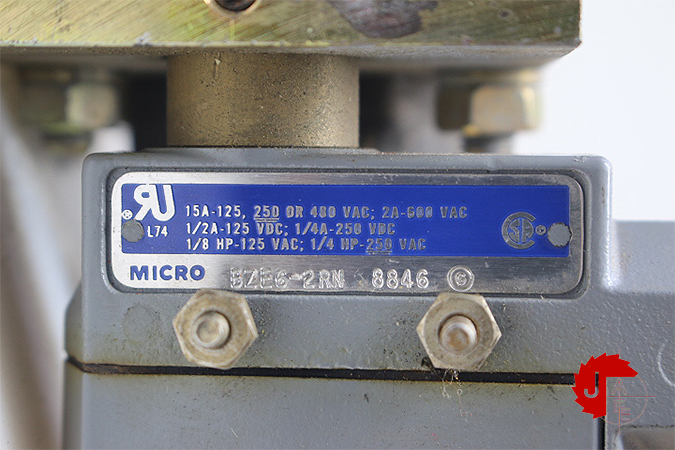 15A-125, 250 OR 480 VAC; 2A-600 VAC
® L74 1/2A-125 VDC; 1/4A-250 VDC
1/8 HP-125 VAC; 1/4 HP-250 VAC
MICRO BZE6-2RN 8846 G
J